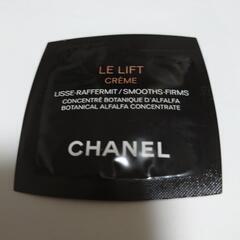 LE LIFT
CRÈME
LISSE-RAFFERMIT / SMOOTHS-FIRMS
CONCENTRÉ BOTANIQUE D'ALFALFA
BOTANICAL ALFALFA CONCENTRATE
CHANEL